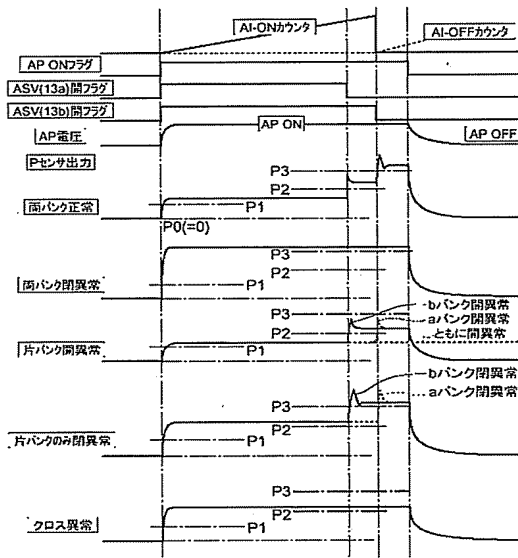 AI-ONカウンタ
AI-OFFカウンタ
AP ONフラグ
ASV(13a)開フラグ
ASV(13b)開フラグ
AP ON
AP電圧
AP OFF
Pセンサ出力
P3
P2
両バンク正常
P1
P0(=0)
P3
P2
両バンク閉異常
P1
bバンク開異常
P3
aバンク開異常
P2
ともに開異常
片バンク開異常
P1
bバンク閉異常
aバンク閉異常
P3
P2
片バンクのみ閉異常
P1
P3
P2
クロス異常
P1